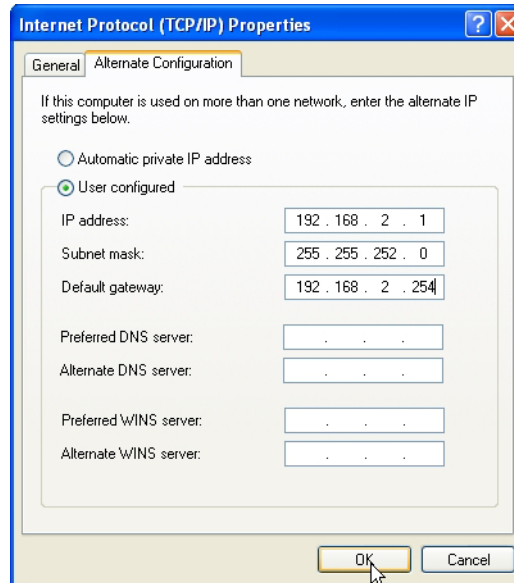 Internet Protocol (TCP/IP) Properties
General
Alternate Configuration
If this computer is used on more than one network, enter the alternate IP
settings below.
Automatic private IP address
User configured
IP address: 192 . 168 . 2 . 1
Subnet mask: 255 . 255 . 252 . 0
Default gateway: 192 . 168 . 2 . 254
Preferred DNS server: . . .
Alternate DNS server: . . .
Preferred WINS server: . . .
Alternate WINS server: . . .
OK Cancel